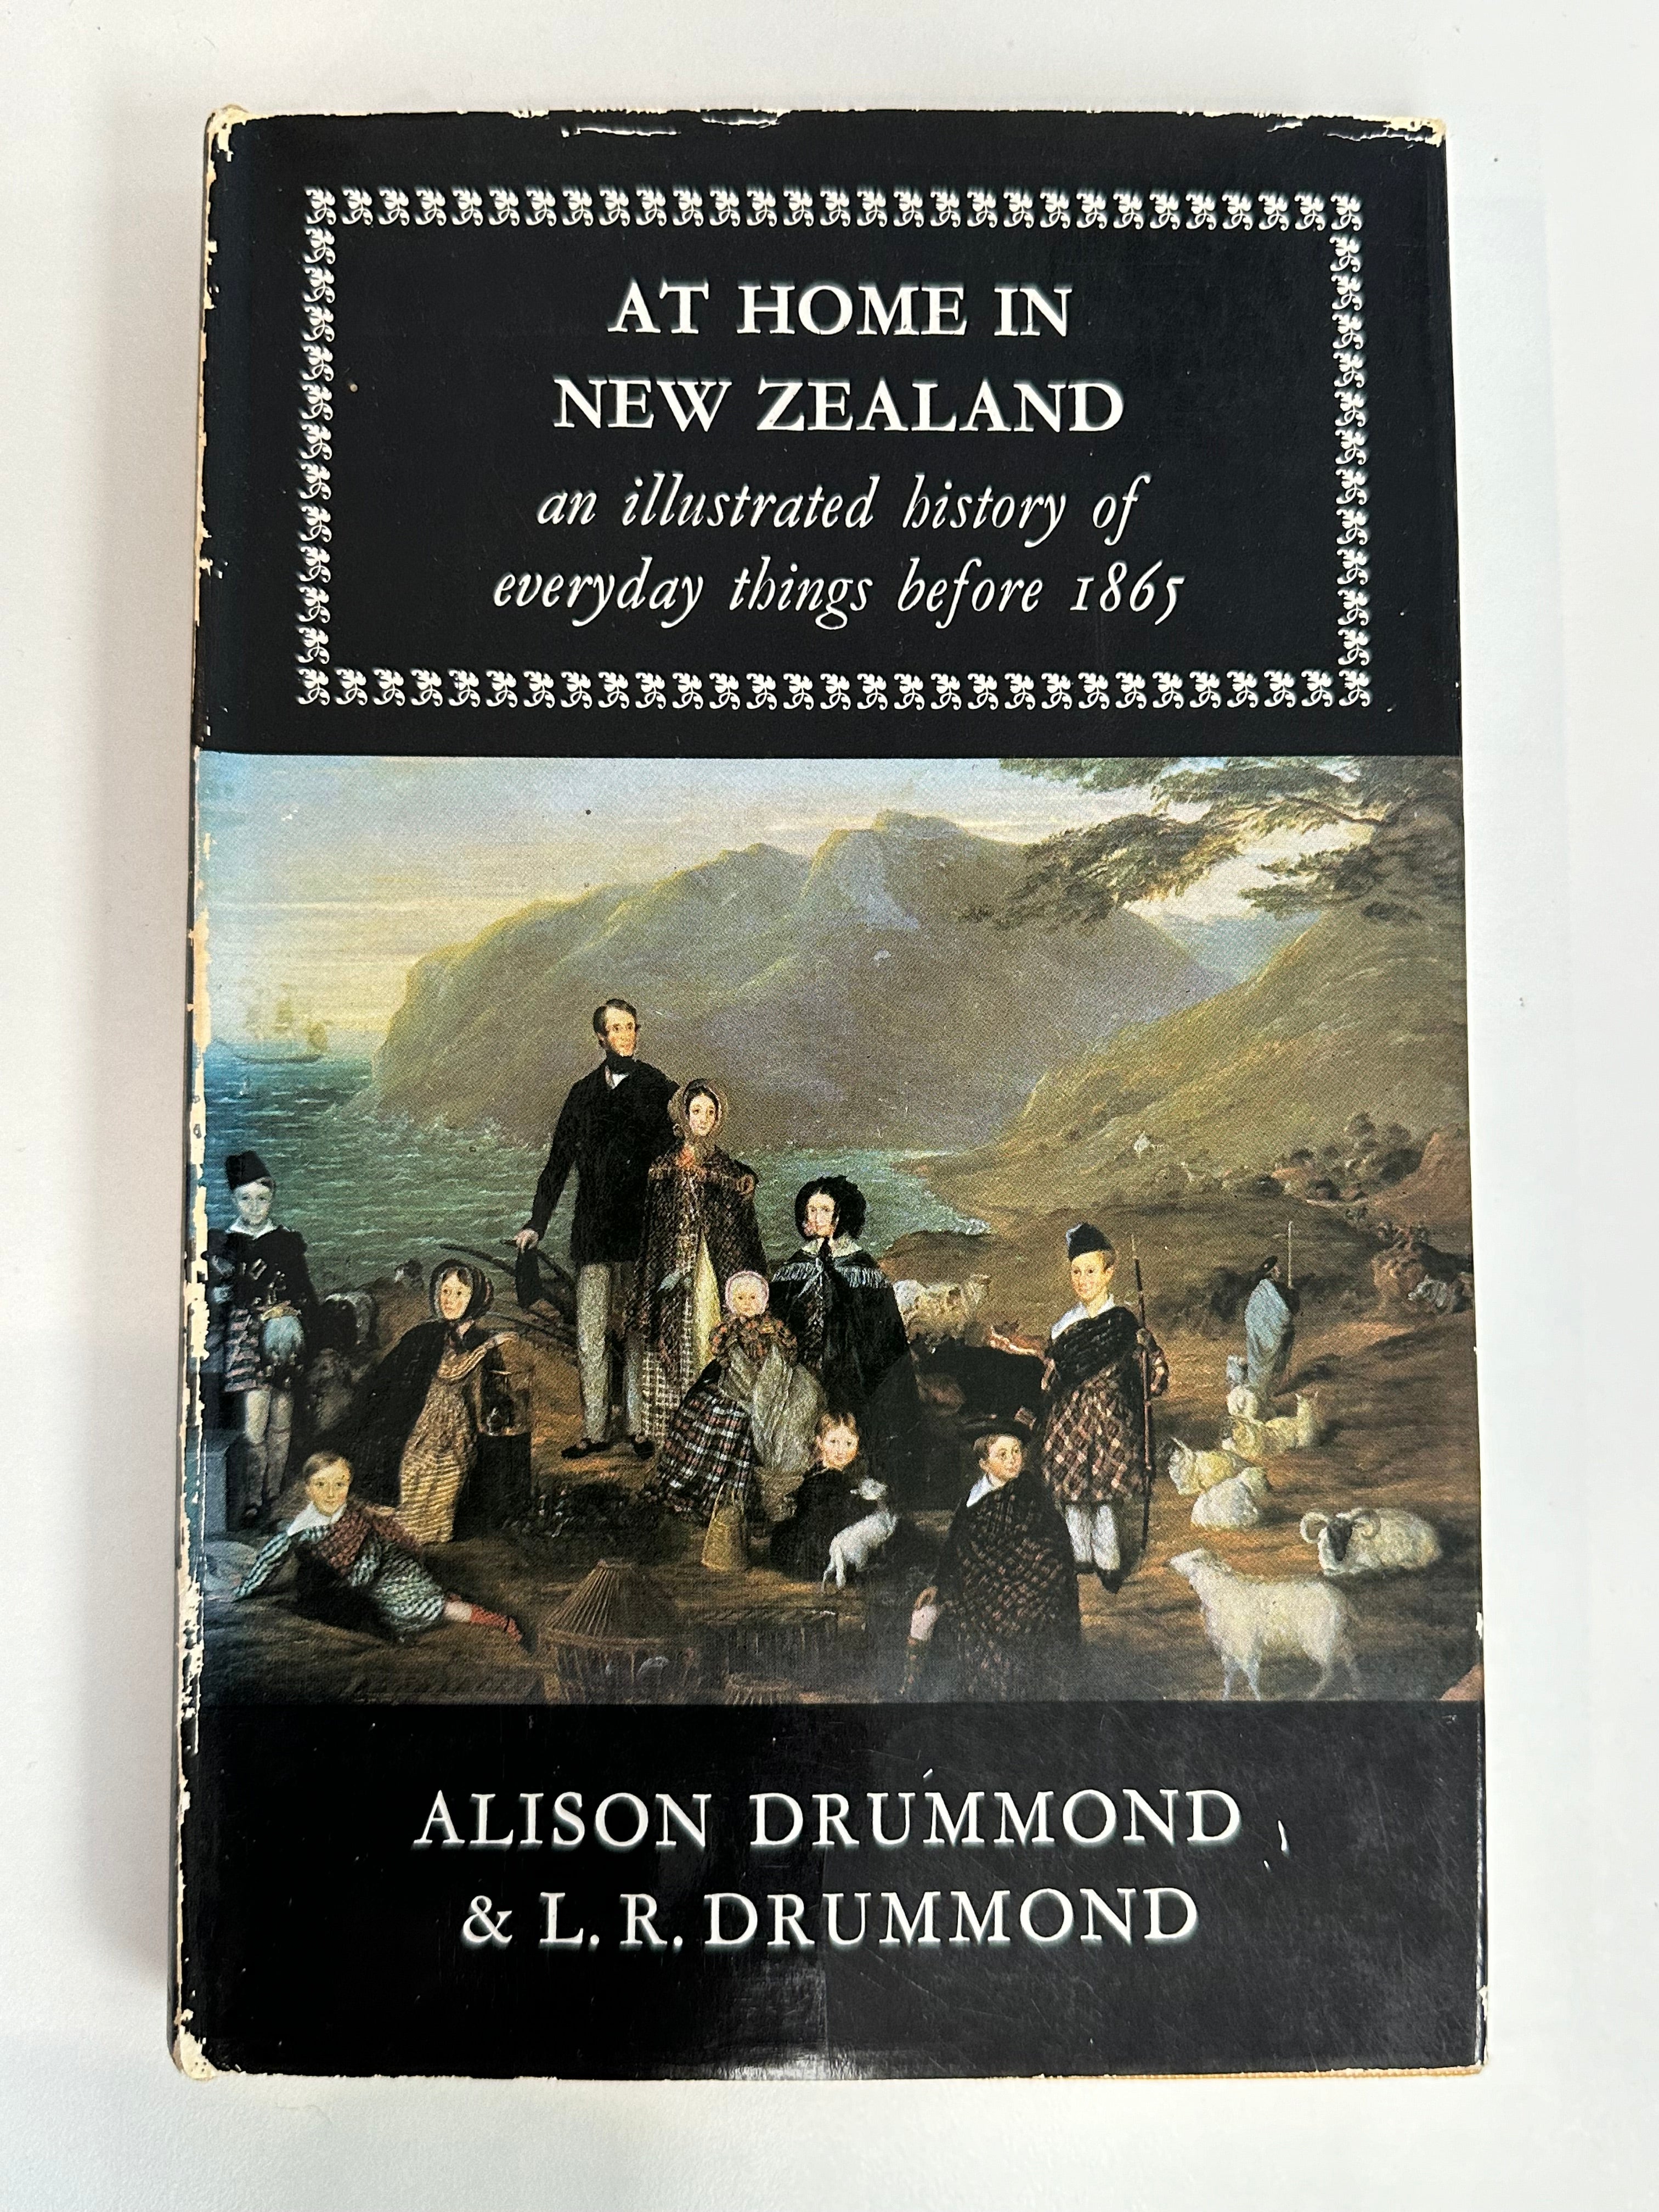 AT HOME IN
NEW ZEALAND
an illustrated history of
everyday things before 1865
ALISON DRUMMOND
& L. R. DRUMMOND